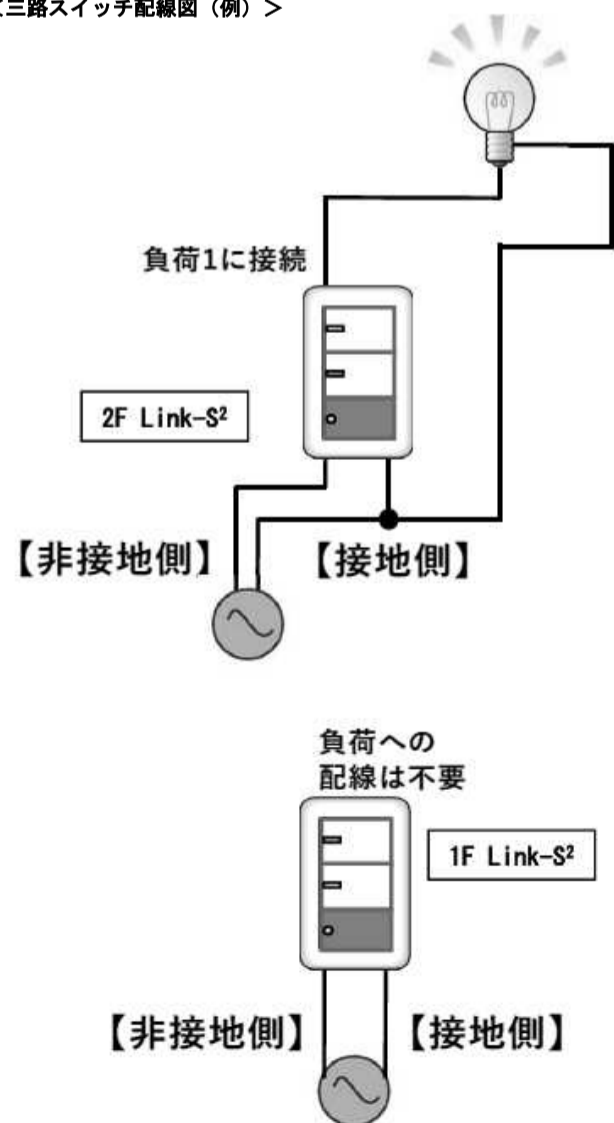 <三路スイッチ配線図（例）＞
負荷1に接続
2F Link-S²
【非接地側】
【接地側】
負荷への
配線は不要
1F Link-S²
【非接地側】
【接地側】